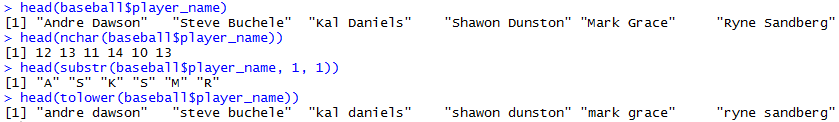 > head(baseball$player_name)
[1] "Andre Dawson"   "Steve Buchele"  "Kal Daniels"    "Shawon Dunston" "Mark Grace"     "Ryne Sandberg"
> head(nchar(baseball$player_name))
[1] 12 13 11 14 10 13
> head(substr(baseball$player_name, 1, 1))
[1] "A" "S" "K" "S" "M" "R"
> head(tolower(baseball$player_name))
[1] "andre dawson"   "steve buchele"  "kal daniels"    "shawon dunston" "mark grace"     "ryne sandberg"